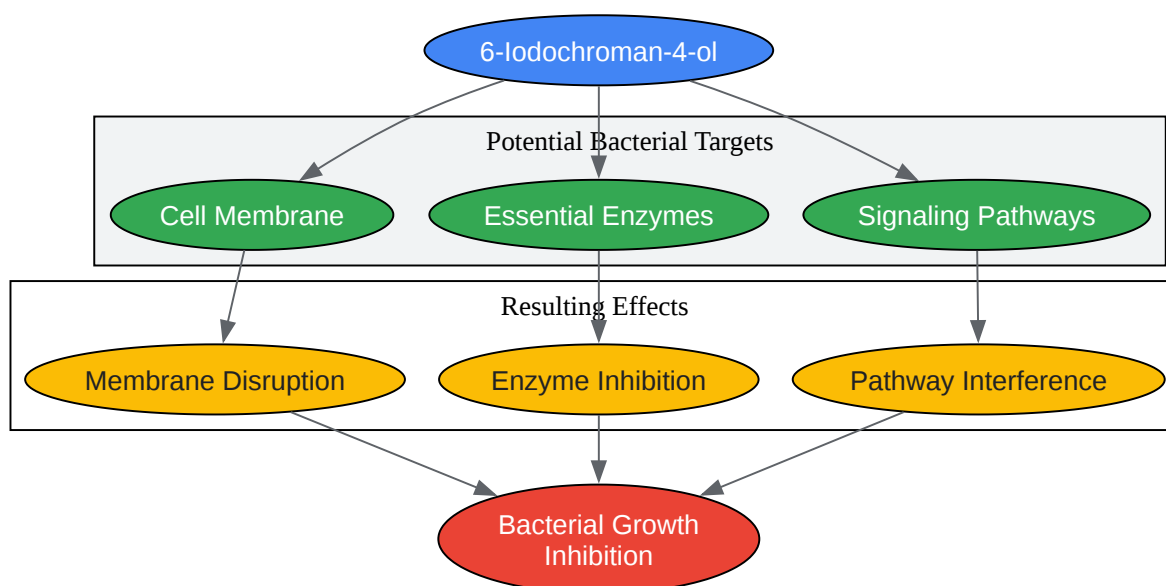 6-Iodochroman-4-ol
Potential Bacterial Targets
Cell Membrane
Essential Enzymes
Signaling Pathways
Resulting Effects
Membrane Disruption
Enzyme Inhibition
Pathway Interference
Bacterial Growth
Inhibition